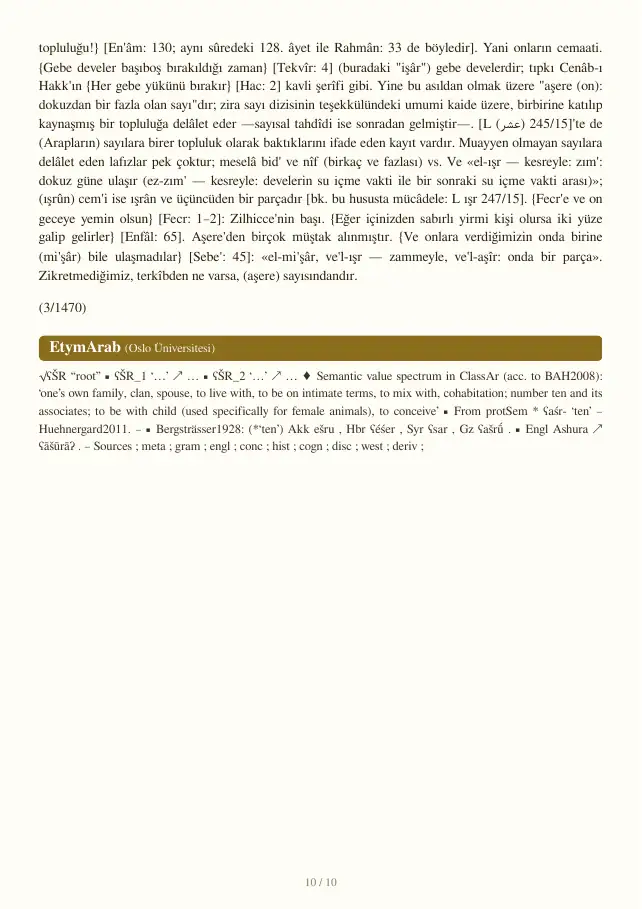 topluluğu!} [En'âm: 130; aynı sûredeki 128. âyet ile Rahmân: 33 de böyledir]. Yani onların cemaati.
{Gebe develer başıboş bırakıldığı zaman} [Tekvîr: 4] (buradaki "işâr") gebe develerdir; tıpkı Cenâb-ı
Hakk'ın {Her gebe yükünü bırakır} [Hac: 2] kavli şerîfi gibi. Yine bu asıldan olmak üzere "aşere (on):
dokuzdan bir fazla olan sayı"dır; zira sayı dizisinin teşekkülündeki umumi kaide üzere, birbirine katılıp
kaynaşmış bir topluluğa delâlet eder —sayısal tahdîdi ise sonradan gelmiştir—. [L (عشر) 245/15]'te de
(Arapların) sayılara birer topluluk olarak baktıklarını ifade eden kayıt vardır. Muayyen olmayan sayılara
delâlet eden lafızlar pek çoktur; meselâ bid' ve nîf (birkaç ve fazlası) vs. Ve «el-ışr — kesreyle: zım':
dokuz güne ulaşır (ez-zım' — kesreyle: develerin su içme vakti ile bir sonraki su içme vakti arası)»;
(ışrûn) cem'i ise ışrân ve üçüncüden bir parçadır [bk. bu hususta mücâdele: L ışr 247/15]. {Fecr'e ve on
geceye yemin olsun} [Fecr: 1–2]: Zilhicce'nin başı. {Eğer içinizden sabırlı yirmi kişi olursa iki yüze
galip gelirler} [Enfâl: 65]. Aşere'den birçok müştak alınmıştır. {Ve onlara verdiğimizin onda birine
(mi'şâr) bile ulaşmadılar} [Sebe': 45]: «el-mi'şâr, ve'l-uşr — zammeyle, ve'l-aşîr: onda bir parça».
Zikretmediğimiz, terkîbden ne varsa, (aşere) sayısındandır.
(3/1470)
EtymArab (Oslo Üniversitesi)
√ʕŠR “root” ▪ ʕŠR_1 ‘…’ ↗ … ▪ ʕŠR_2 ‘…’ ↗ … ♦ Semantic value spectrum in ClassAr (acc. to BAH2008):
‘one’s own family, clan, spouse, to live with, to be on intimate terms, to mix with, cohabitation; number ten and its
associates; to be with child (used specifically for female animals), to conceive’ ▪ From protSem * ʕaśr- ‘ten’ –
Huehnergard2011. – ▪ Bergsträsser1928: (*‘ten’) Akk ešru , Hbr ʕéśer , Syr ʕsar , Gz ʕašrū́ . ▪ Engl Ashura ↗
ʕāšūrāʔ . – Sources ; meta ; gram ; engl ; conc ; hist ; cogn ; disc ; west ; deriv ;
10 / 10